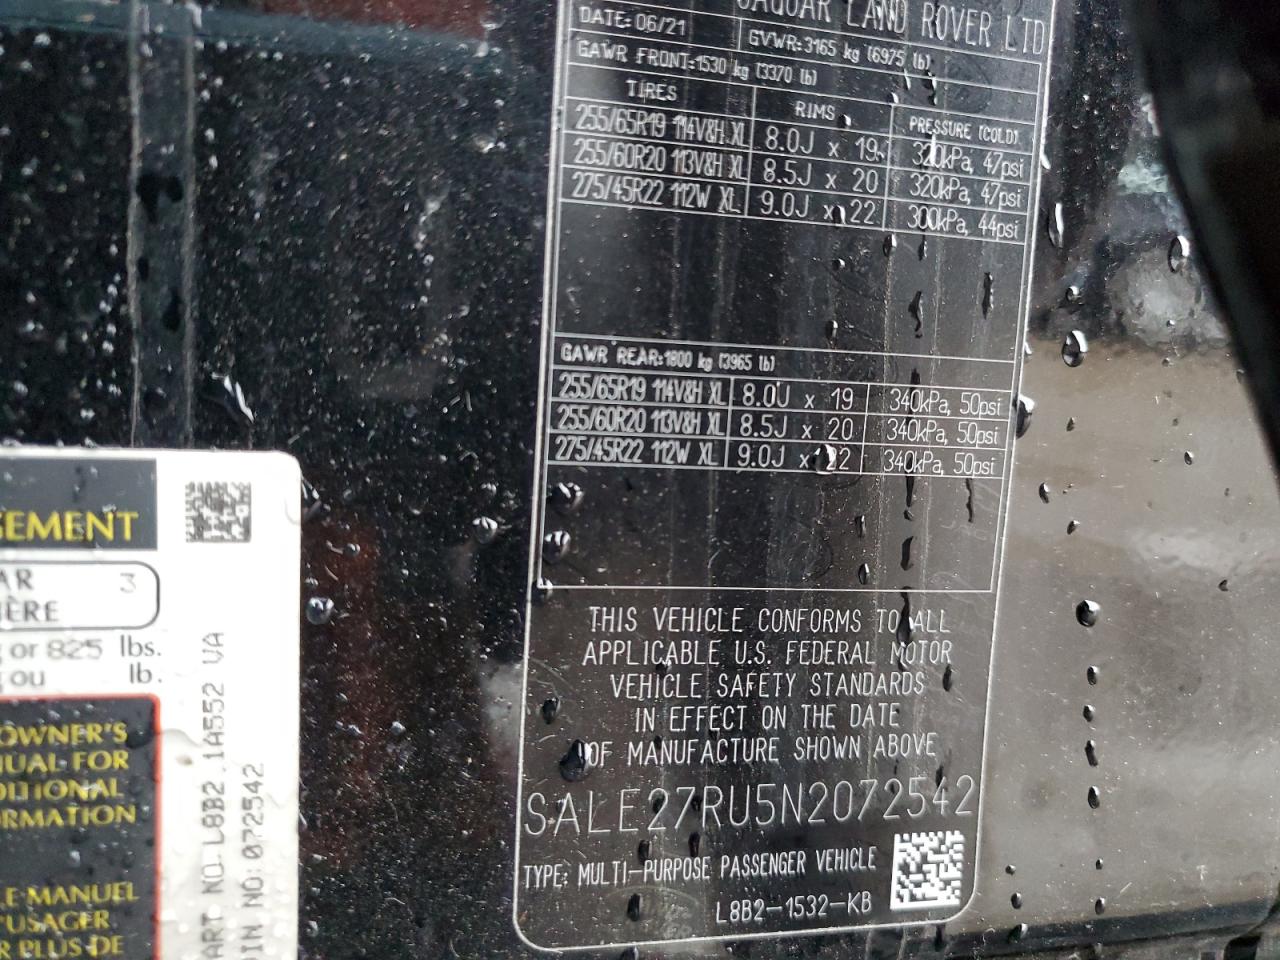 JAGUAR LAND ROVER LTD
DATE:06/21 GVWR:3165 kg (6975 lb)
GAWR FRONT:1530 kg (3370 lb)
TIRES RIMS PRESSURE (COLD)
255/65R19 114V&H XL 8.0J x 19 320kPa, 47psi
255/60R20 113V&H XL 8.5J x 20 320kPa, 47psi
275/45R22 112W XL 9.0J x 22 300kPa, 44psi
GAWR REAR:1800 kg (3965 lb)
255/65R19 114V&H XL 8.0J x 19 340kPa, 50psi
255/60R20 113V&H XL 8.5J x 20 340kPa, 50psi
275/45R22 112W XL 9.0J x 22 340kPa, 50psi
THIS VEHICLE CONFORMS TO ALL
APPLICABLE U.S. FEDERAL MOTOR
VEHICLE SAFETY STANDARDS
IN EFFECT ON THE DATE
OF MANUFACTURE SHOWN ABOVE
SALE27RU5N2072542
TYPE: MULTI-PURPOSE PASSENGER VEHICLE
L8B2-1532-KB
GEMENT
AR 3
IÈRE
g or 825 lbs.
g ou lb.
OWNER'S
NUAL FOR
DITIONAL
ORMATION
LE MANUEL
L'USAGER
R PLUS DE
PART NO. L8B2 1A552 VA
VIN NO:072542